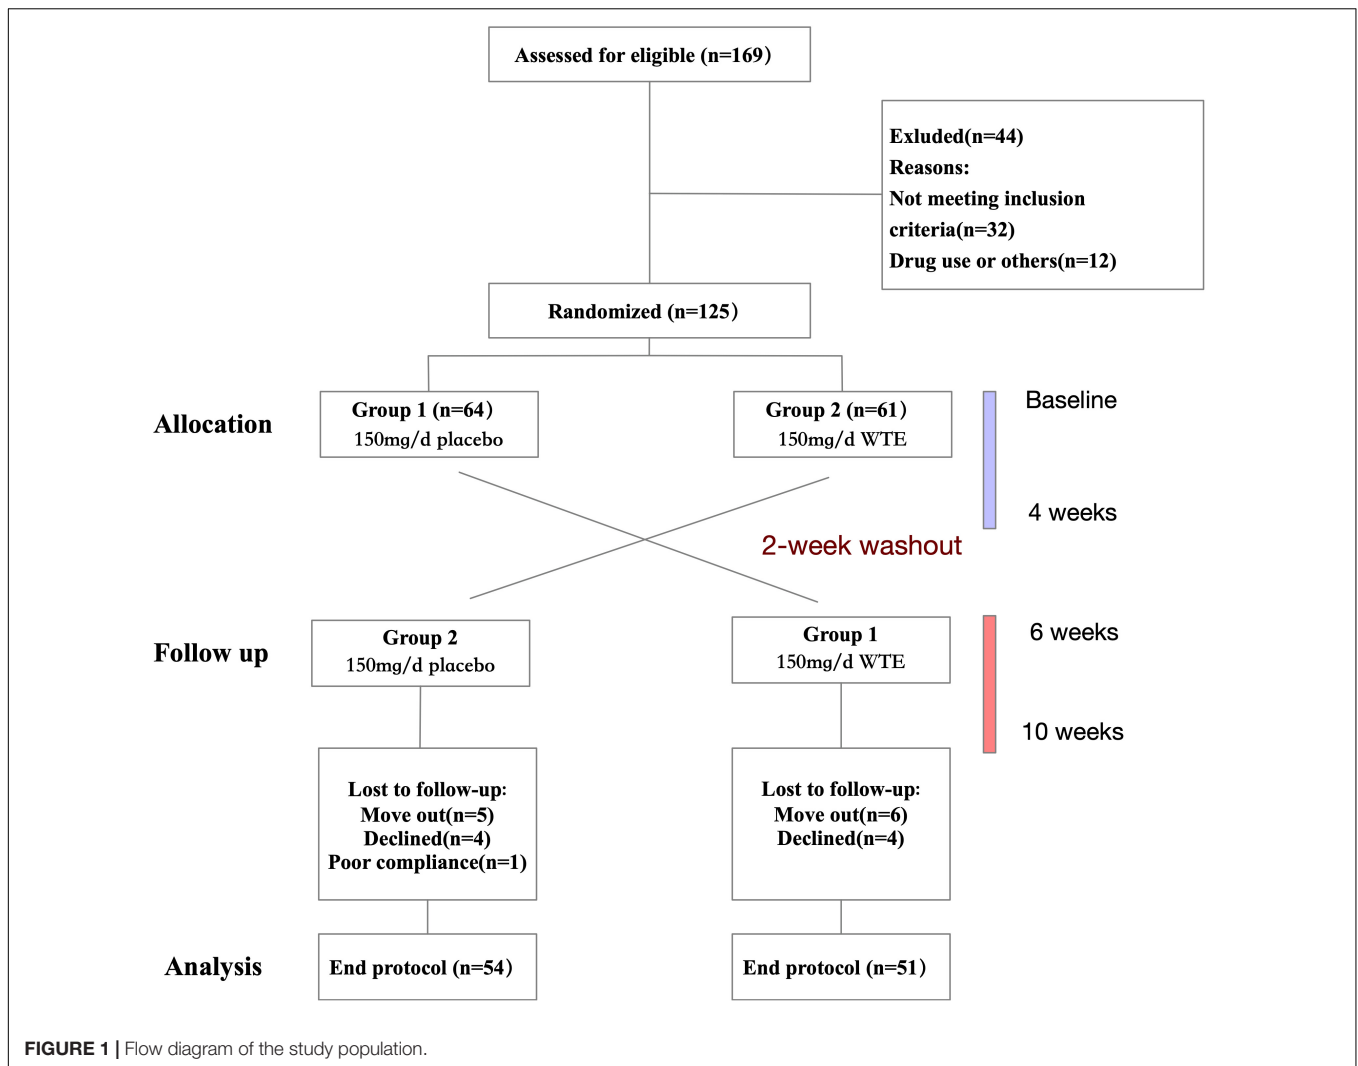 Assessed for eligible (n=169)
Exluded(n=44)
Reasons:
Not meeting inclusion
criteria(n=32)
Drug use or others(n=12)
Randomized (n=125)
Allocation
Group 1 (n=64)
150mg/d placebo
Group 2 (n=61)
150mg/d WTE
Baseline
4 weeks
2-week washout
Follow up
Group 2
150mg/d placebo
Group 1
150mg/d WTE
6 weeks
10 weeks
Lost to follow-up:
Move out(n=5)
Declined(n=4)
Poor compliance(n=1)
Lost to follow-up:
Move out(n=6)
Declined(n=4)
Analysis
End protocol (n=54)
End protocol (n=51)
FIGURE 1 | Flow diagram of the study population.